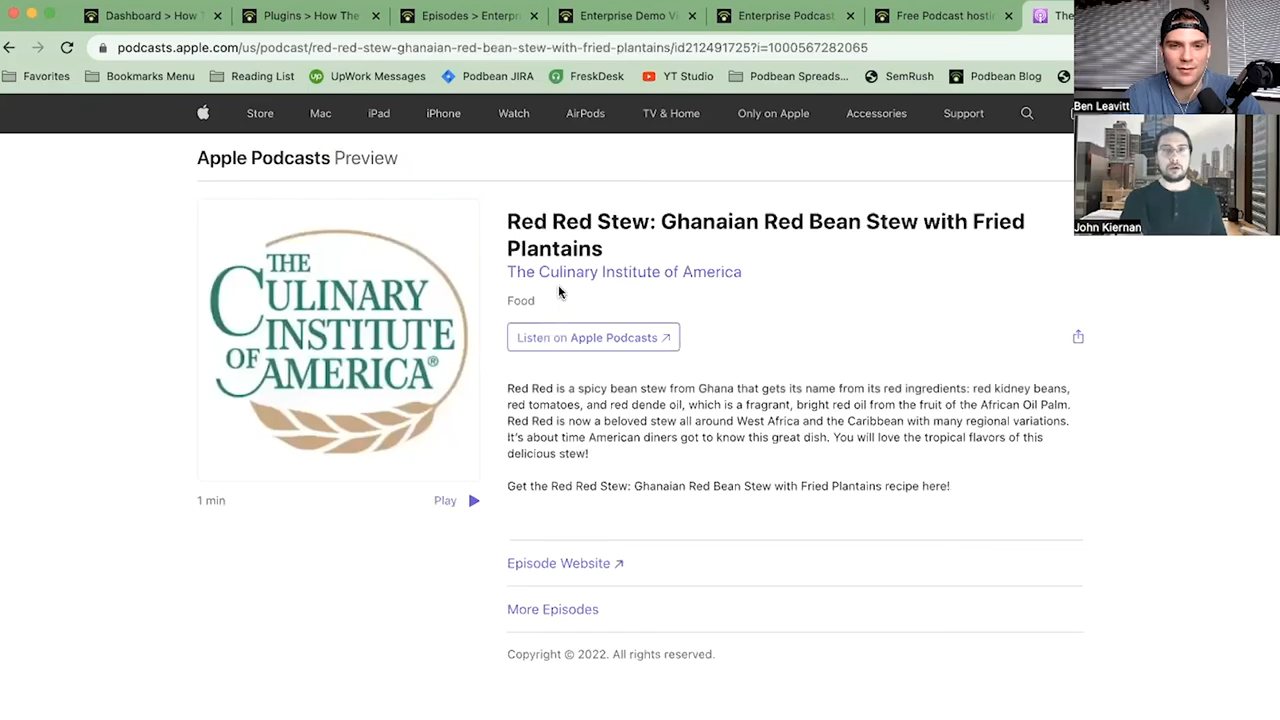 Dashboard > How T
Plugins > How The
Episodes > Enterpr
Enterprise Demo Vi
Enterprise Podcast
Free Podcast hosti
The
podcasts.apple.com/us/podcast/red-red-stew-ghanaian-red-bean-stew-with-fried-plantains/id212491725?i=1000567282065
Favorites
Bookmarks Menu
Reading List
UpWork Messages
Podbean JIRA
FreskDesk
YT Studio
Podbean Spreads...
SemRush
Podbean Blog
Ben Leavitt
Store
Mac
iPad
iPhone
Watch
AirPods
TV & Home
Only on Apple
Accessories
Support
Apple Podcasts Preview
John Kiernan
THE
CULINARY
INSTITUTE
OF AMERICA®
1 min
Play
Red Red Stew: Ghanaian Red Bean Stew with Fried
Plantains
The Culinary Institute of America
Food
Listen on Apple Podcasts ↗
Red Red is a spicy bean stew from Ghana that gets its name from its red ingredients: red kidney beans,
red tomatoes, and red dende oil, which is a fragrant, bright red oil from the fruit of the African Oil Palm.
Red Red is now a beloved stew all around West Africa and the Caribbean with many regional variations.
It's about time American diners got to know this great dish. You will love the tropical flavors of this
delicious stew!
Get the Red Red Stew: Ghanaian Red Bean Stew with Fried Plantains recipe here!
Episode Website ↗
More Episodes
Copyright © 2022. All rights reserved.